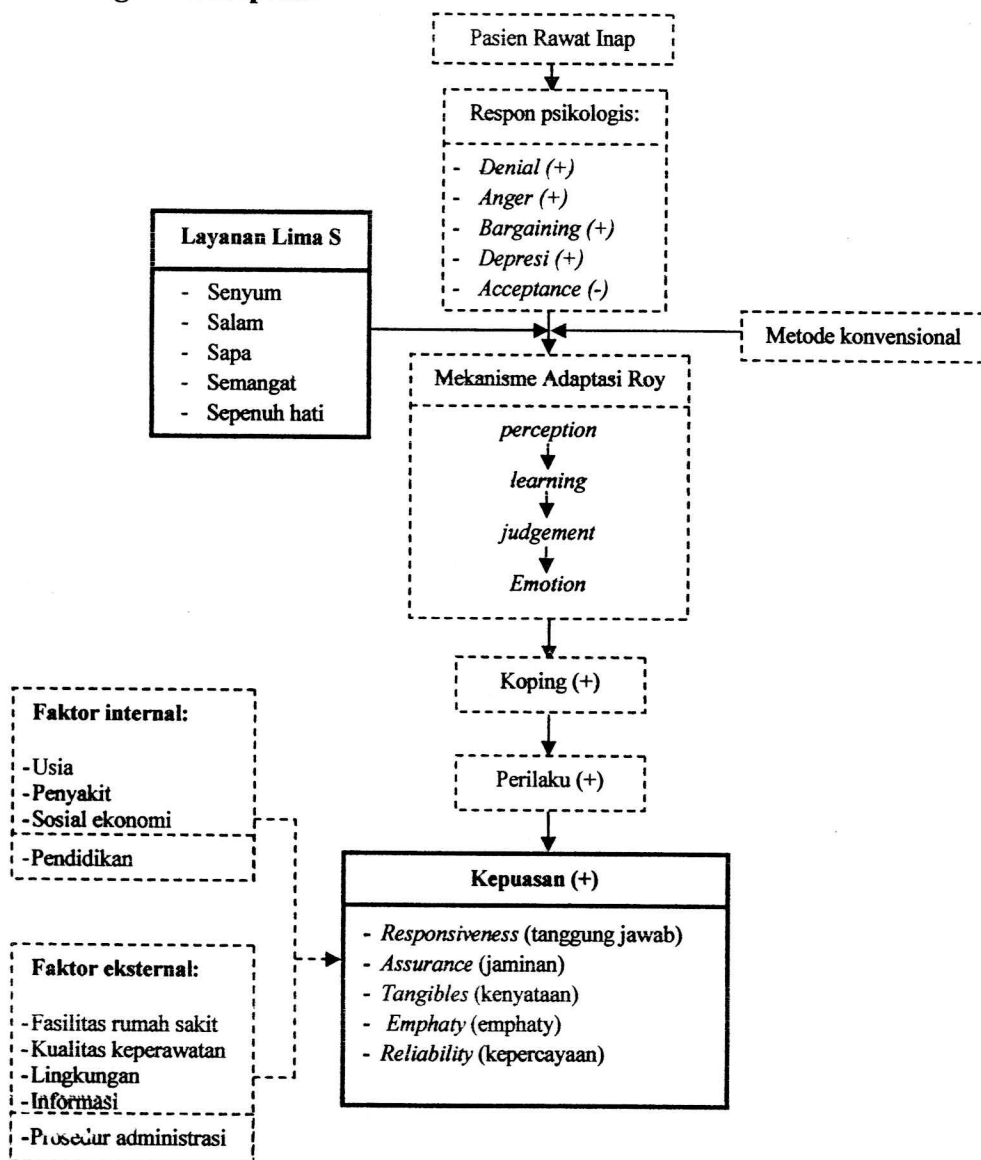 Pasien Rawat Inap
Respon psikologis:
- Denial (+)
- Anger (+)
- Bargaining (+)
- Depresi (+)
- Acceptance (-)
Layanan Lima S
- Senyum
- Salam
- Sapa
- Semangat
- Sepenuh hati
Metode konvensional
Mekanisme Adaptasi Roy
perception
learning
judgement
Emotion
Koping (+)
Perilaku (+)
Faktor internal:
-Usia
-Penyakit
-Sosial ekonomi
-Pendidikan
Faktor eksternal:
-Fasilitas rumah sakit
-Kualitas keperawatan
-Lingkungan
-Informasi
-Prosedur administrasi
Kepuasan (+)
- Responsiveness (tanggung jawab)
- Assurance (jaminan)
- Tangibles (kenyataan)
- Emphaty (emphaty)
- Reliability (kepercayaan)